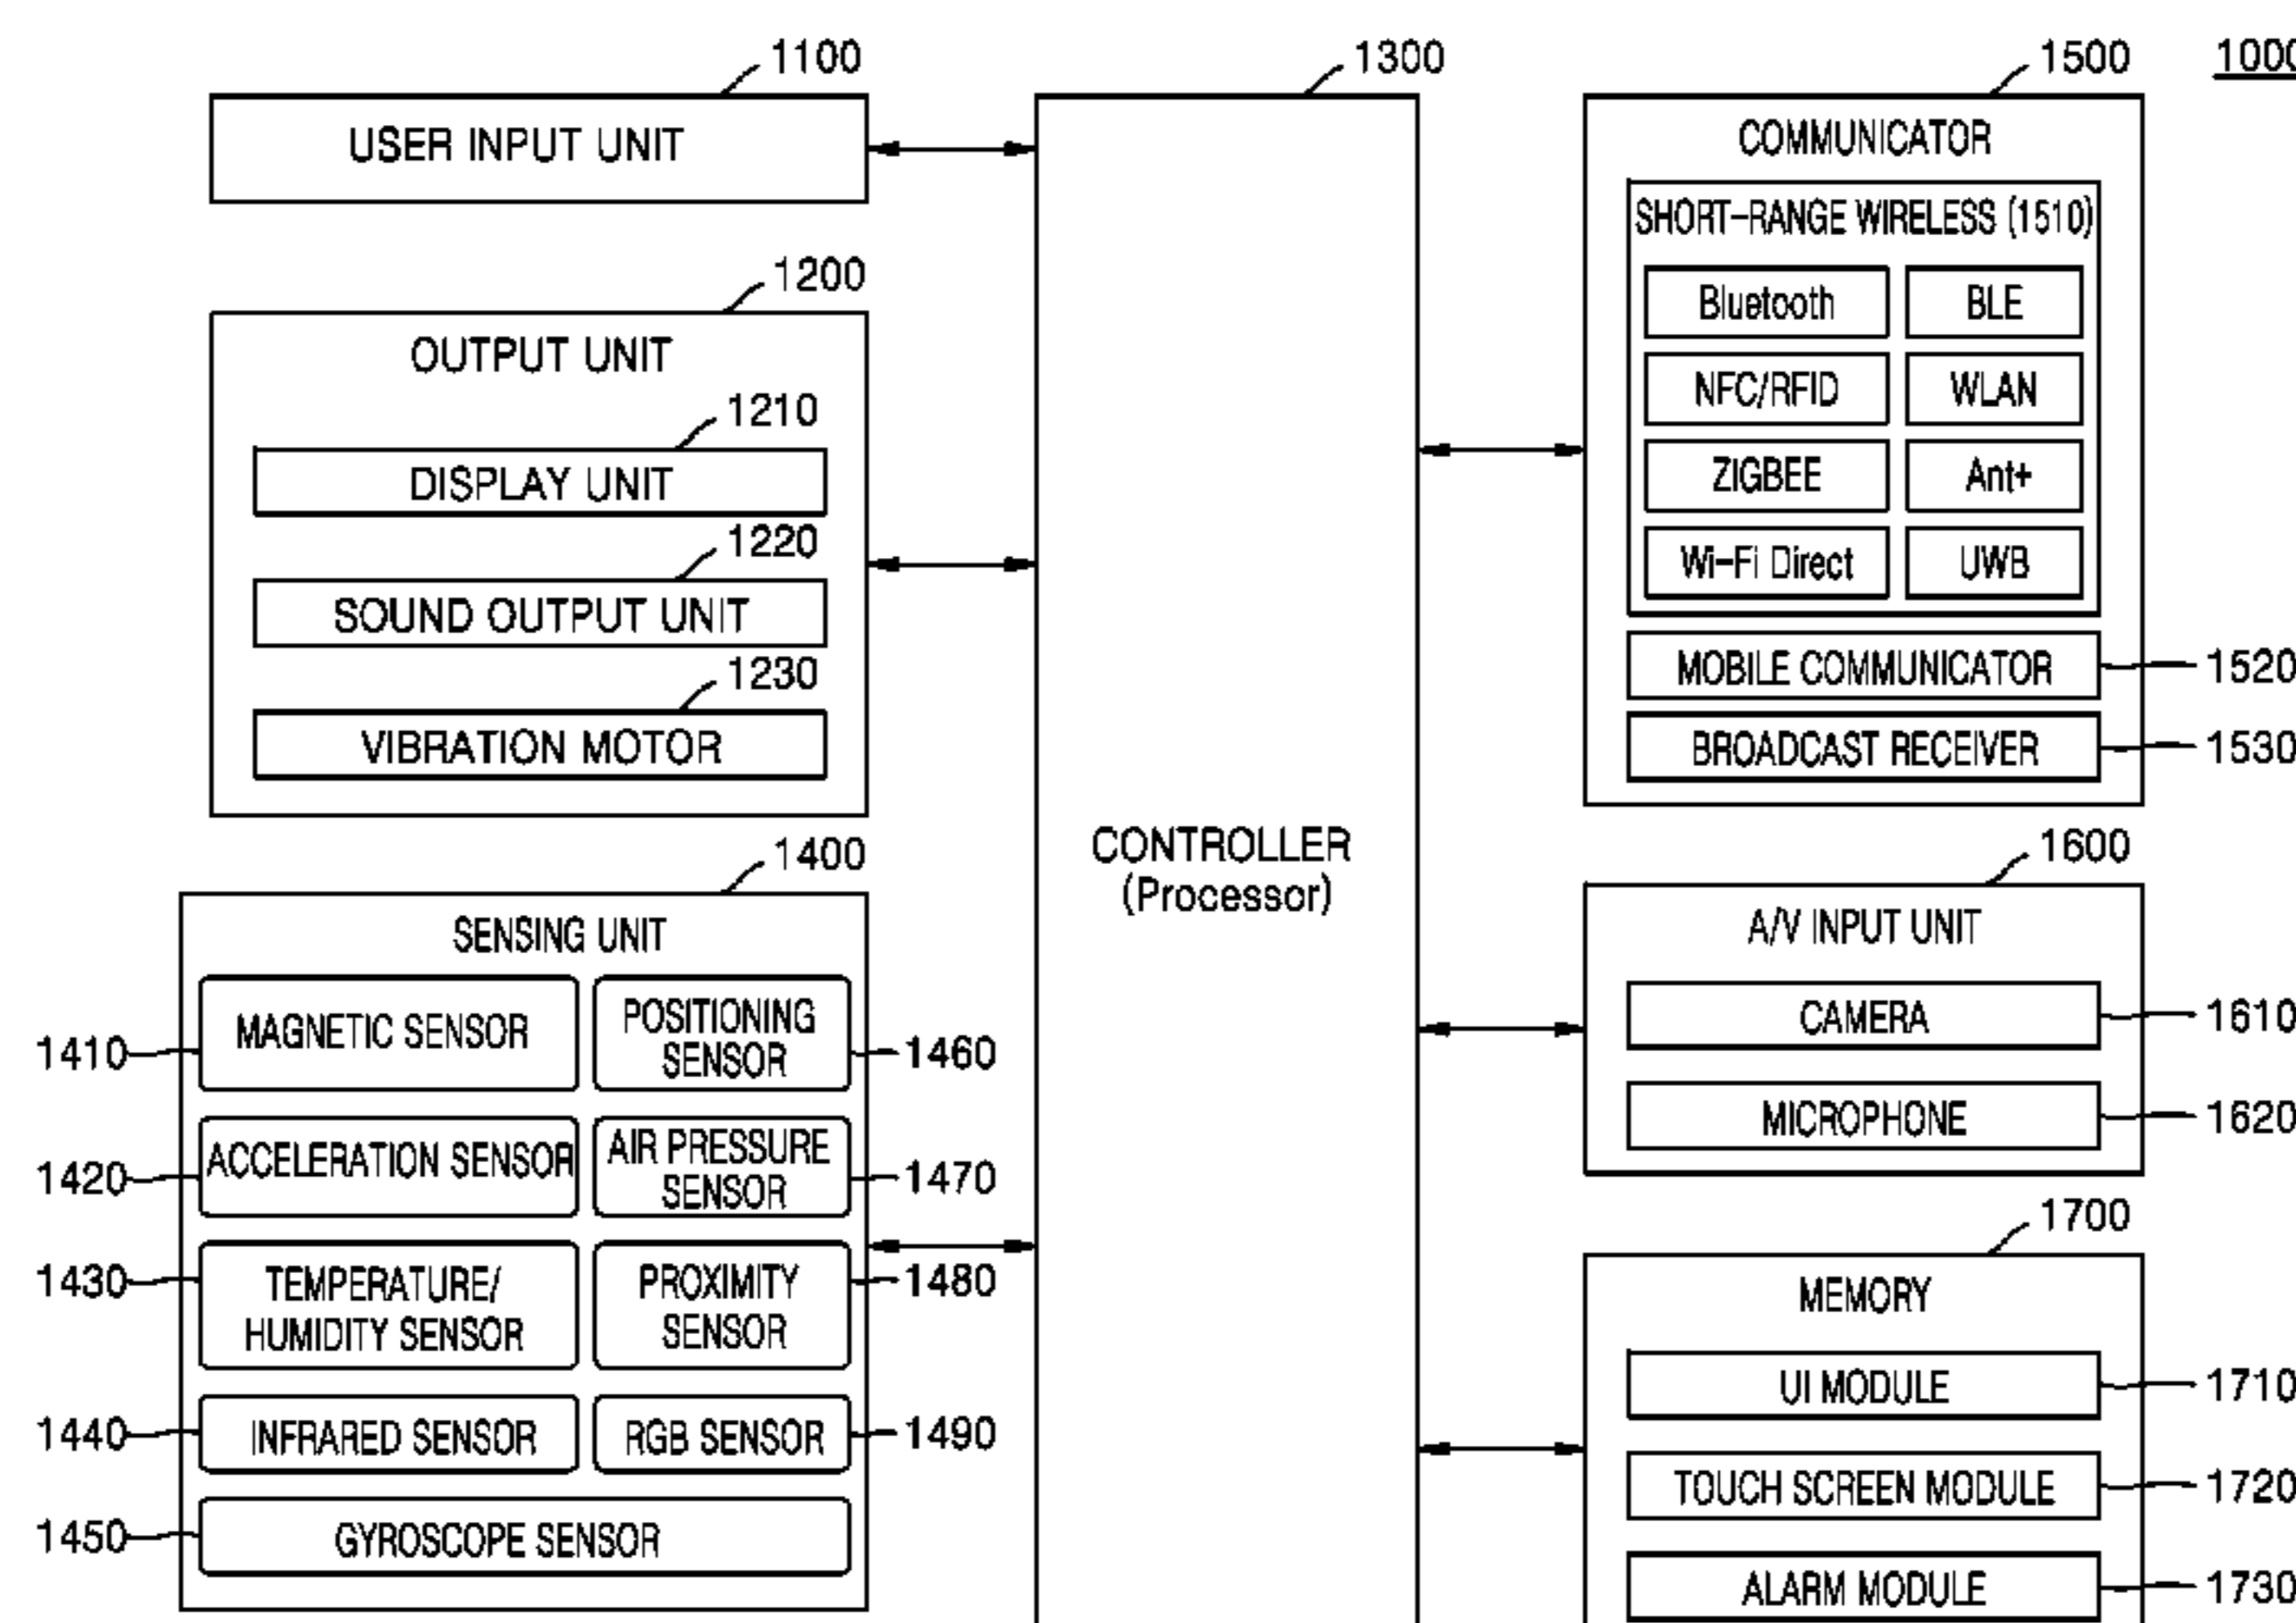 1100
USER INPUT UNIT
1200
OUTPUT UNIT
1210
DISPLAY UNIT
1220
SOUND OUTPUT UNIT
1230
VIBRATION MOTOR
1400
SENSING UNIT
1410
MAGNETIC SENSOR
POSITIONING
SENSOR
1460
1420
ACCELERATION SENSOR
AIR PRESSURE
SENSOR
1470
1430
TEMPERATURE/
HUMIDITY SENSOR
PROXIMITY
SENSOR
1480
1440
INFRARED SENSOR
RGB SENSOR
1490
1450
GYROSCOPE SENSOR
1300
CONTROLLER
(Processor)
1000
1500
COMMUNICATOR
SHORT-RANGE WIRELESS (1510)
Bluetooth
BLE
NFC/RFID
WLAN
ZIGBEE
Ant+
Wi-Fi Direct
UWB
MOBILE COMMUNICATOR
1520
BROADCAST RECEIVER
1530
1600
A/V INPUT UNIT
CAMERA
1610
MICROPHONE
1620
1700
MEMORY
UI MODULE
1710
TOUCH SCREEN MODULE
1720
ALARM MODULE
1730